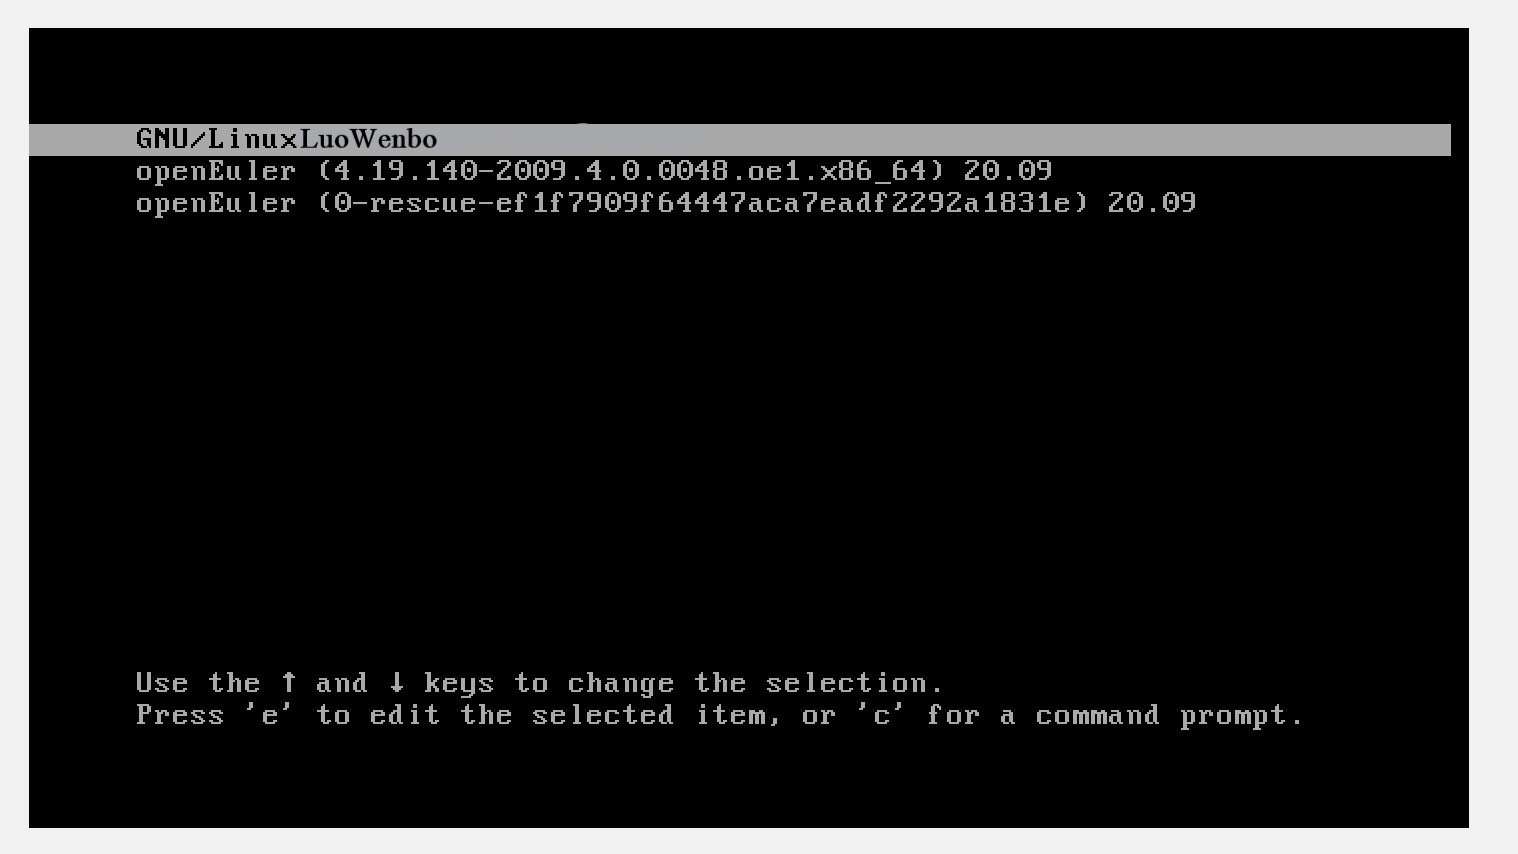 GNU/LinuxLuoWenbo
openEuler (4.19.140-2009.4.0.0048.oe1.x86_64) 20.09
openEuler (0-rescue-ef1f7909f64447aca7eadf2292a1831e) 20.09
Use the ↑ and ↓ keys to change the selection.
Press 'e' to edit the selected item, or 'c' for a command prompt.